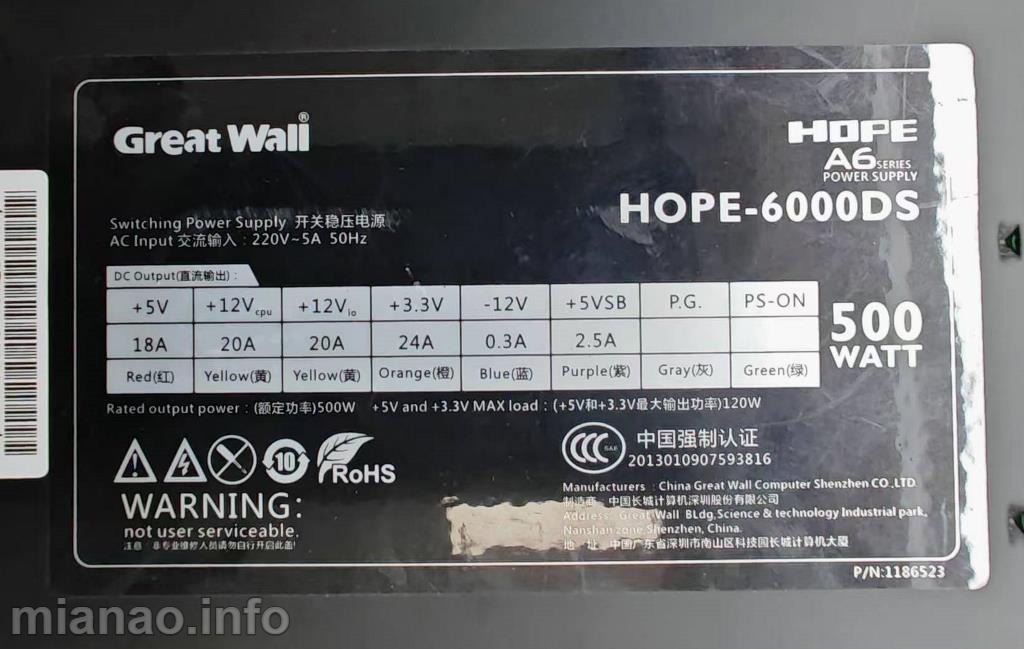 Great Wall®
HOPE
A6 SERIES
POWER SUPPLY
HOPE-6000DS
Switching Power Supply 开关稳压电源
AC Input 交流输入：220V~5A 50Hz
DC Output(直流输出)：
+5V +12Vcpu +12Vio +3.3V -12V +5VSB P.G. PS-ON
18A 20A 20A 24A 0.3A 2.5A
Red(红) Yellow(黄) Yellow(黄) Orange(橙) Blue(蓝) Purple(紫) Gray(灰) Green(绿)
500
WATT
Rated output power：(额定功率)500W +5V and +3.3V MAX load：(+5V和+3.3V最大输出功率)120W
10
RoHS
CCC S&E
中国强制认证
2013010907593816
WARNING:
not user serviceable.
注意：非专业维修人员请勿自行开启此盖!
Manufacturers：China Great Wall Computer Shenzhen CO.,LTD.
制造商：中国长城计算机深圳股份有限公司
Address：Great Wall BLdg,Science & technology Industrial park,
Nanshan zone,Shenzhen, China.
地 址：中国广东省深圳市南山区科技园长城计算机大厦
P/N:1186523
mianao.info